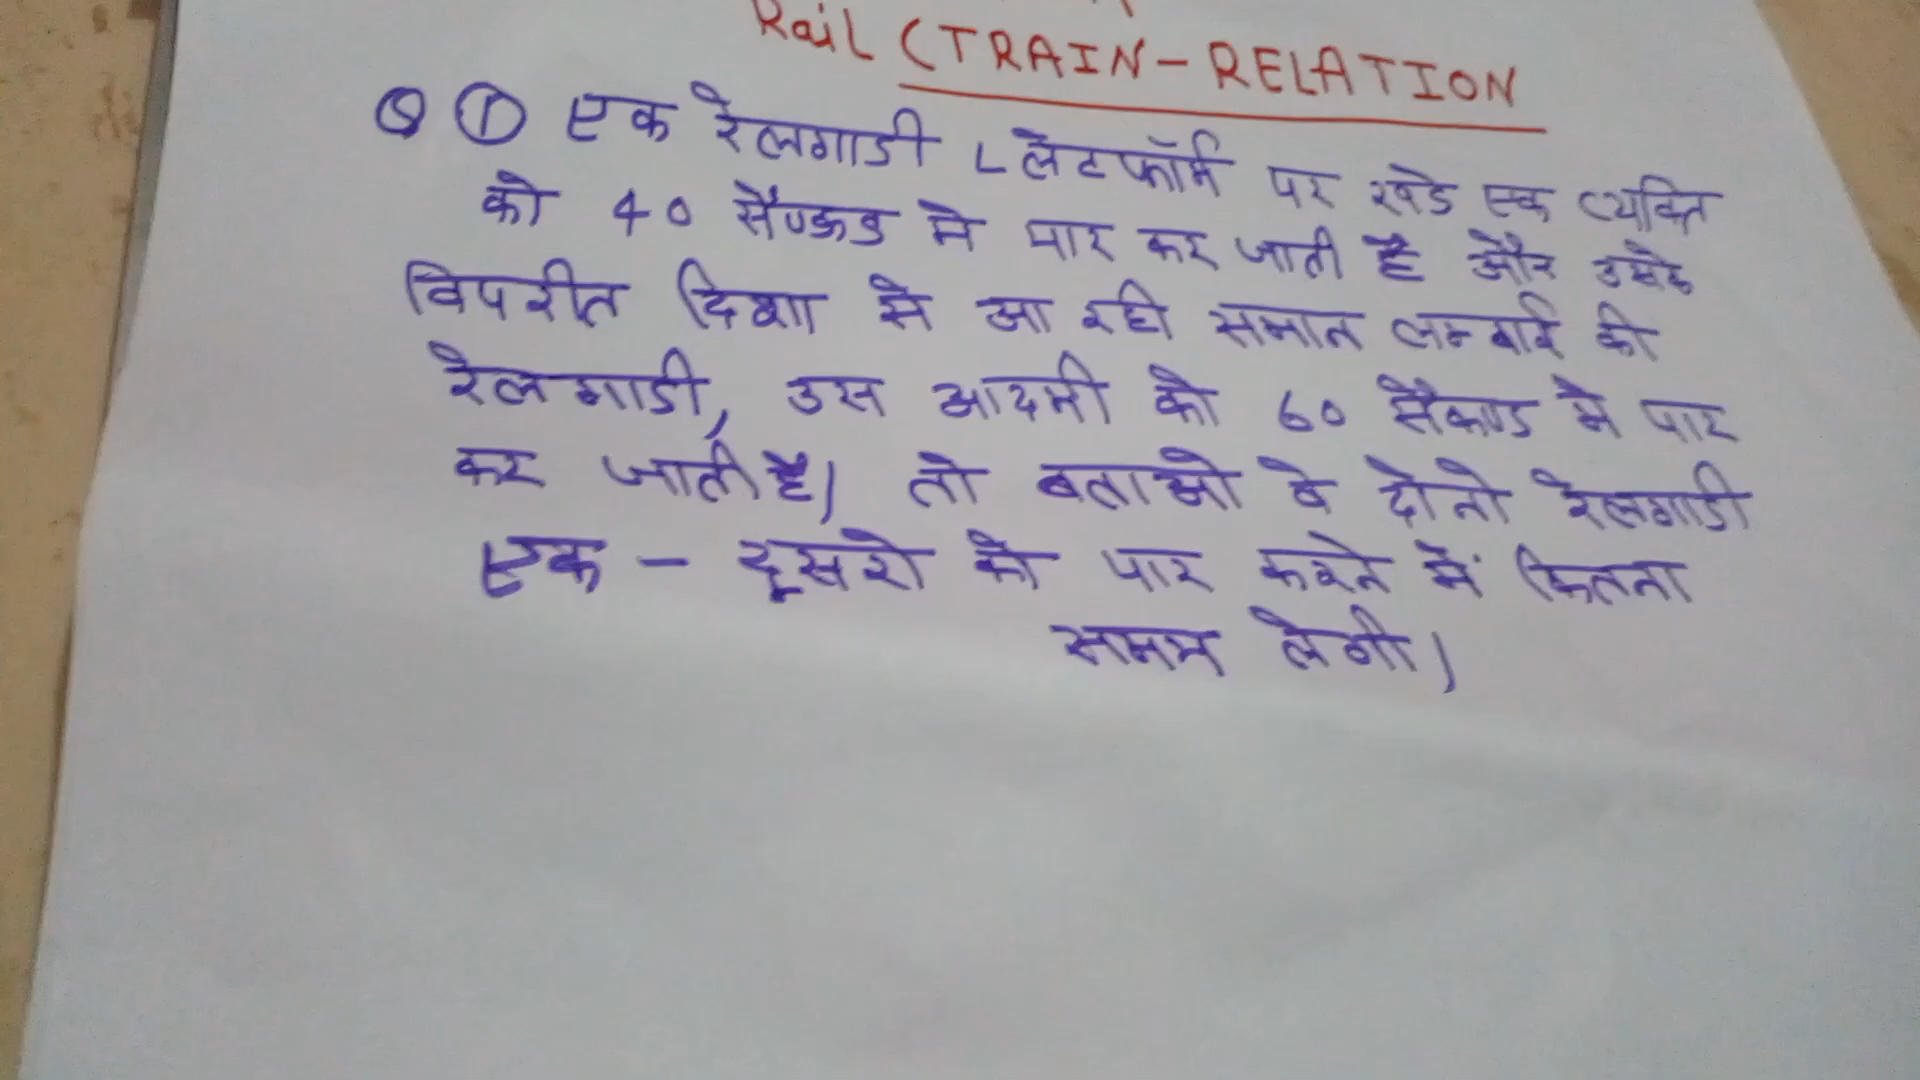 Rail (TRAIN-RELATION
Q ① एक रेलगाडी प्लेटफॉर्म पर खडे एक व्यक्ति
को 40 सैण्कड मे पार कर जाती है और उसके
विपरीत दिशा से आ रही समान लम्बाई की
रेलगाडी, उस आदमी को 60 सैकण्ड मे पार
कर जाती है। तो बताओ वे दोनो रेलगाडी
एक - दूसरो को पार करने में कितना
समय लेगी।